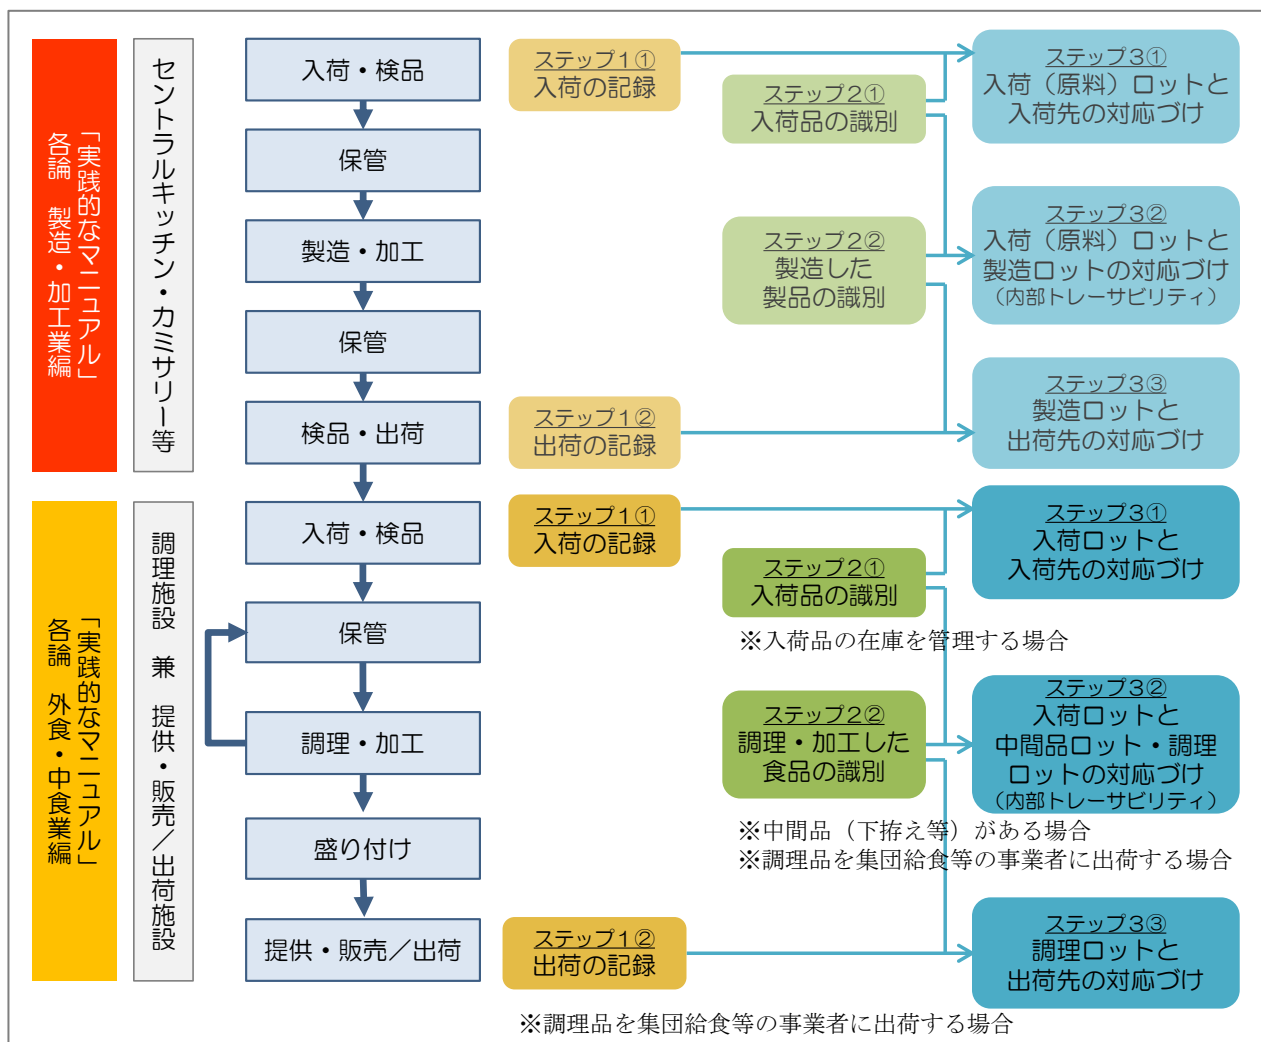 「実践的なマニュアル」
各論　製造・加工業編
セントラルキッチン・カミサリー等
入荷・検品
保管
製造・加工
保管
検品・出荷
ステップ1①
入荷の記録
ステップ2①
入荷品の識別
ステップ2②
製造した
製品の識別
ステップ1②
出荷の記録
ステップ3①
入荷（原料）ロットと
入荷先の対応づけ
ステップ3②
入荷（原料）ロットと
製造ロットの対応づけ
（内部トレーサビリティ）
ステップ3③
製造ロットと
出荷先の対応づけ
「実践的なマニュアル」
各論　外食・中食業編
調理施設　兼　提供・販売／出荷施設
入荷・検品
保管
調理・加工
盛り付け
提供・販売／出荷
ステップ1①
入荷の記録
ステップ2①
入荷品の識別
※入荷品の在庫を管理する場合
ステップ2②
調理・加工した
食品の識別
※中間品（下拵え等）がある場合
※調理品を集団給食等の事業者に出荷する場合
ステップ1②
出荷の記録
※調理品を集団給食等の事業者に出荷する場合
ステップ3①
入荷ロットと
入荷先の対応づけ
ステップ3②
入荷ロットと
中間品ロット・調理
ロットの対応づけ
（内部トレーサビリティ）
ステップ3③
調理ロットと
出荷先の対応づけ